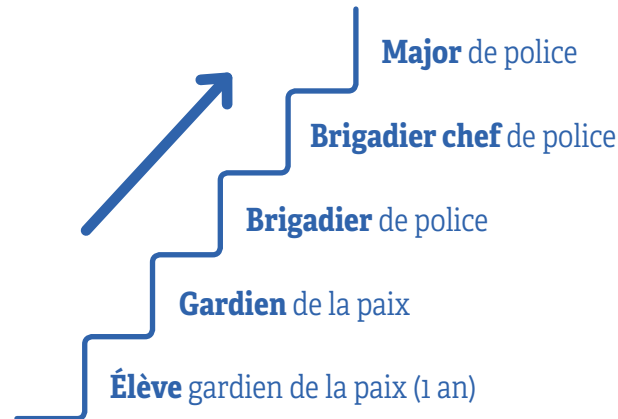 Major de police
Brigadier chef de police
Brigadier de police
Gardien de la paix
Élève gardien de la paix (1 an)